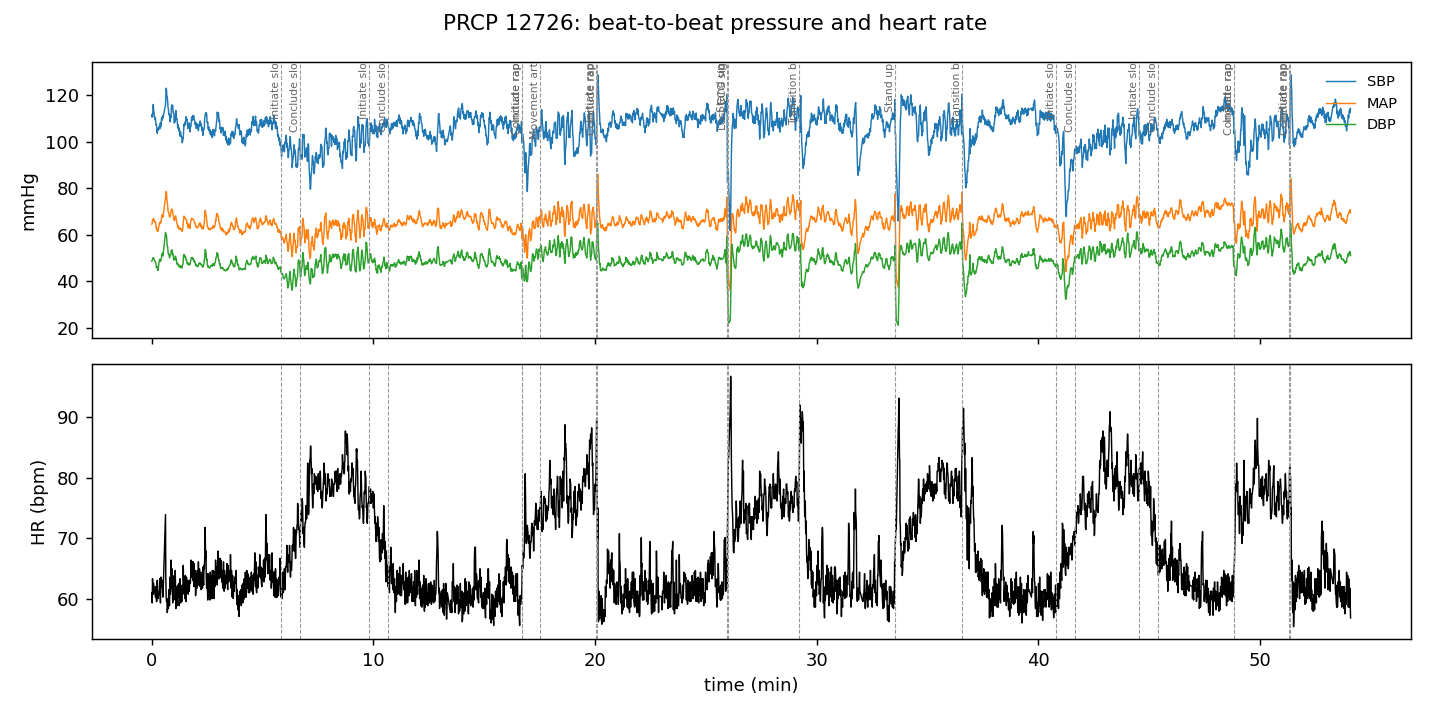 PRCP 12726: beat-to-beat pressure and heart rate
Initiate slo
Conclude slo
Initiate slo
Conclude slo
Movement art
Stand up
Transition b
Stand up
Transition b
Initiate slo
Conclude slo
Initiate slo
Conclude slo
SBP
MAP
DBP
120
100
80
60
40
20
mmHg
90
80
70
60
HR (bpm)
0
10
20
30
40
50
time (min)